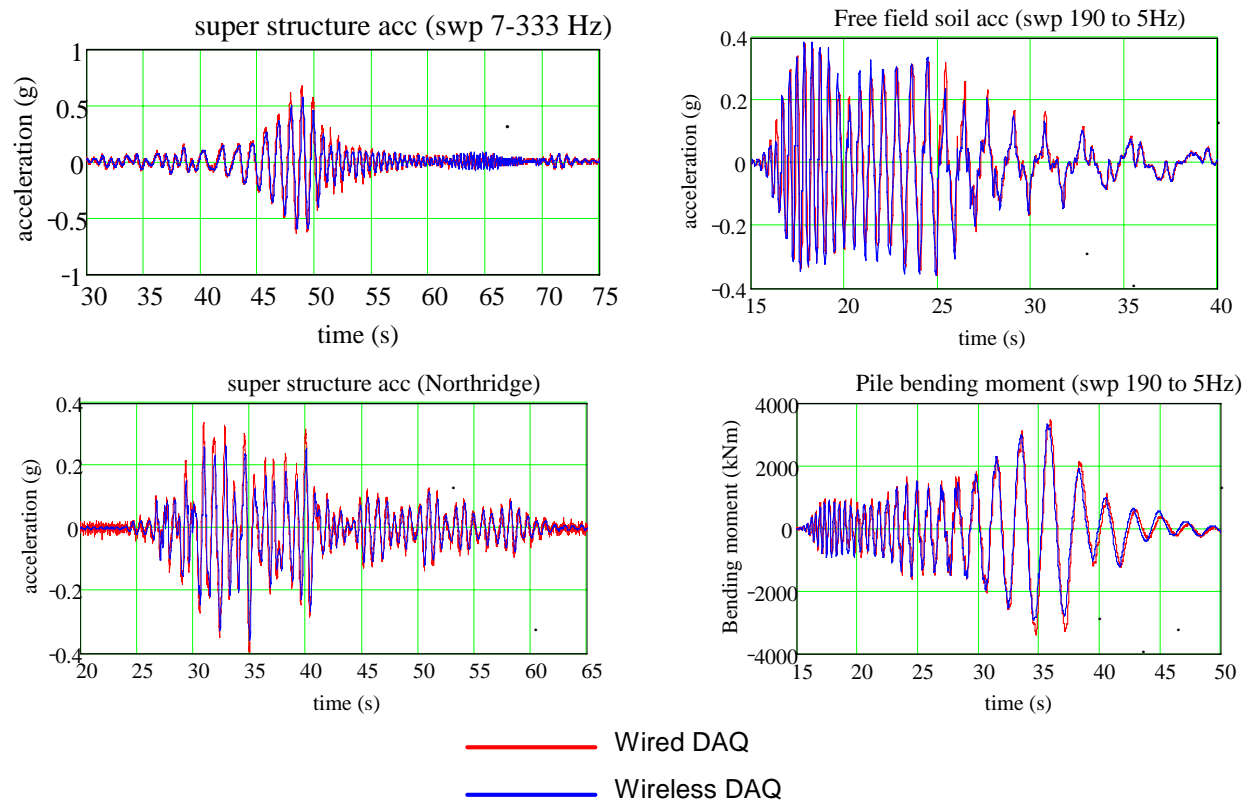 super structure acc (swp 7-333 Hz)
acceleration (g)
1
0.5
0
−0.5
−1
30 35 40 45 50 55 60 65 70 75
time (s)
Free field soil acc (swp 190 to 5Hz)
acceleration (g)
0.4
0.2
0
−0.2
−0.4
15 20 25 30 35 40
time (s)
super structure acc (Northridge)
acceleration (g)
0.4
0.2
0
−0.2
−0.4
20 25 30 35 40 45 50 55 60 65
time (s)
Pile bending moment (swp 190 to 5Hz)
Bending moment (kNm)
4000
2000
0
−2000
−4000
15 20 25 30 35 40 45 50
time (s)
Wired DAQ
Wireless DAQ